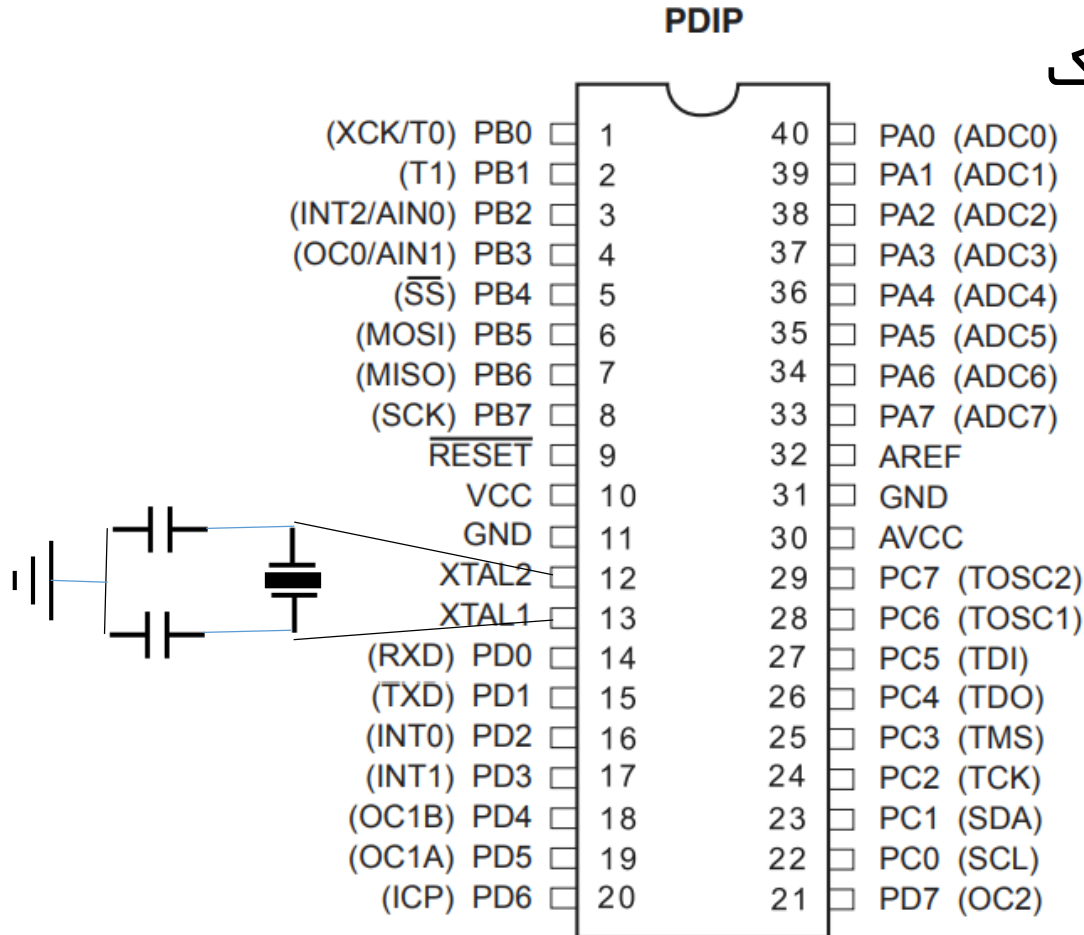 PDIP
(XCK/T0) PB0 1 40 PA0 (ADC0)
(T1) PB1 2 39 PA1 (ADC1)
(INT2/AIN0) PB2 3 38 PA2 (ADC2)
(OC0/AIN1) PB3 4 37 PA3 (ADC3)
(S̅S̅) PB4 5 36 PA4 (ADC4)
(MOSI) PB5 6 35 PA5 (ADC5)
(MISO) PB6 7 34 PA6 (ADC6)
(SCK) PB7 8 33 PA7 (ADC7)
R̅E̅S̅E̅T̅ 9 32 AREF
VCC 10 31 GND
GND 11 30 AVCC
XTAL2 12 29 PC7 (TOSC2)
XTAL1 13 28 PC6 (TOSC1)
(RXD) PD0 14 27 PC5 (TDI)
(TXD) PD1 15 26 PC4 (TDO)
(INT0) PD2 16 25 PC3 (TMS)
(INT1) PD3 17 24 PC2 (TCK)
(OC1B) PD4 18 23 PC1 (SDA)
(OC1A) PD5 19 22 PC0 (SCL)
(ICP) PD6 20 21 PD7 (OC2)